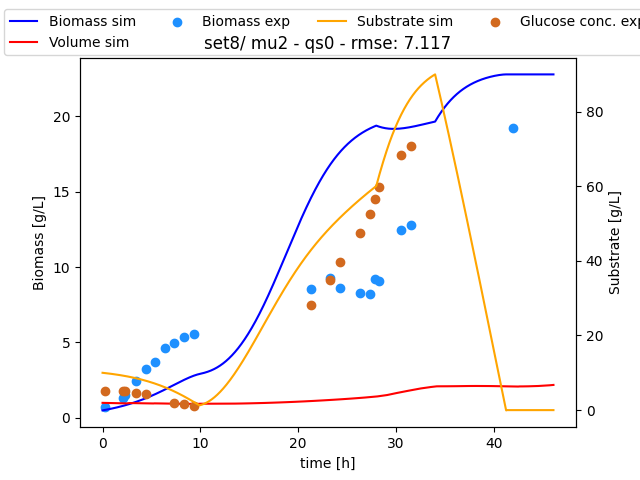 Biomass sim
Biomass exp
Substrate sim
Glucose conc. exp
Volume sim
set8/ mu2 - qs0 - rmse: 7.117
Biomass [g/L]
20
15
10
5
0
Substrate [g/L]
80
60
40
20
0
0 10 20 30 40
time [h]